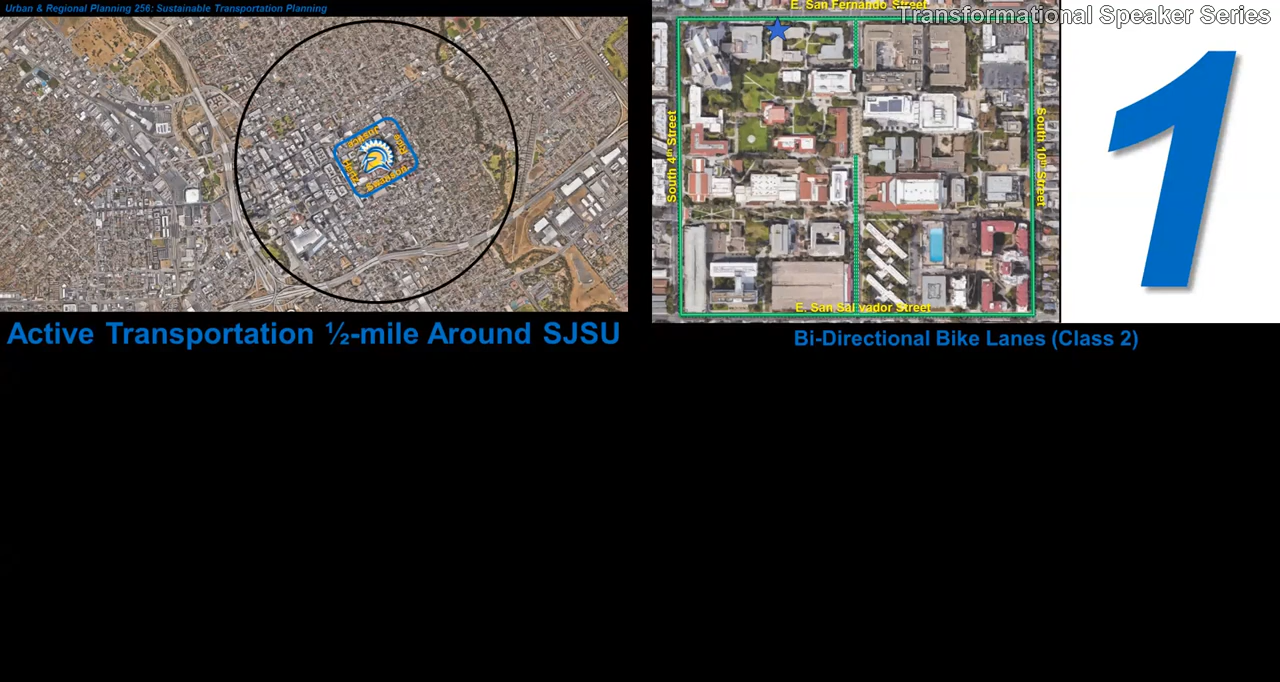 Urban & Regional Planning 256: Sustainable Transportation Planning
Transformational Speaker Series
E. San Fernando Street
South 4th Street
South 10th Street
E. San Salvador Street
1
Active Transportation ½-mile Around SJSU
Bi-Directional Bike Lanes (Class 2)